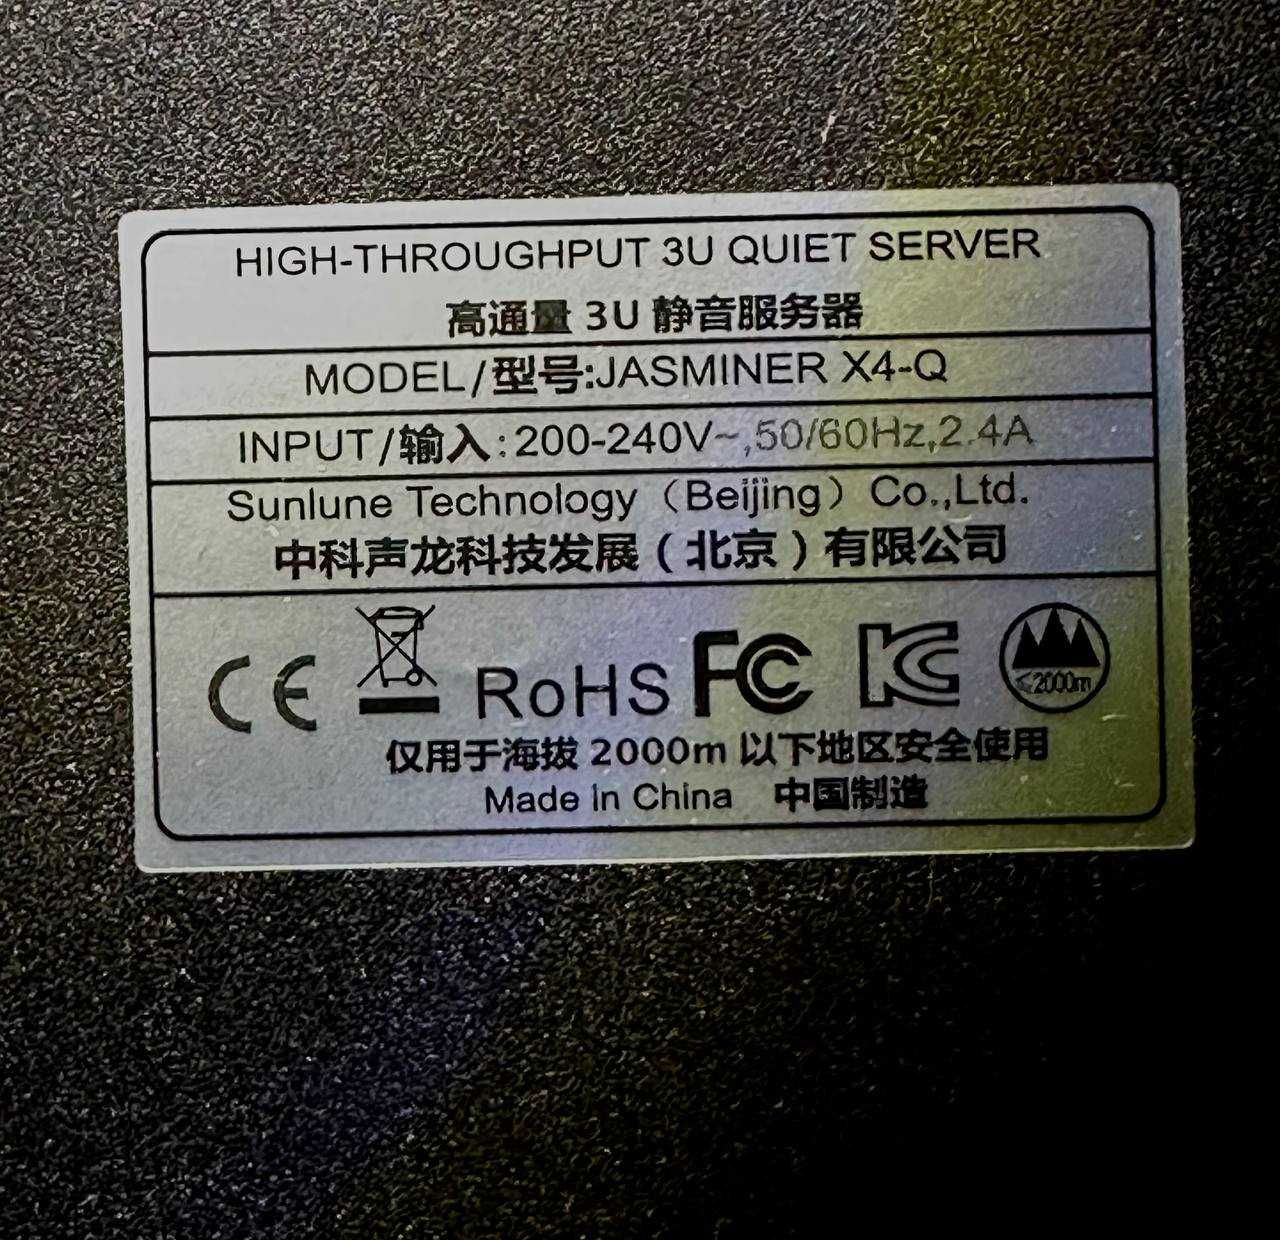 HIGH-THROUGHPUT 3U QUIET SERVER
高通量 3U 静音服务器
MODEL/型号:JASMINER X4-Q
INPUT/输入:200-240V~,50/60Hz,2.4A
Sunlune Technology（Beijing）Co.,Ltd.
中科声龙科技发展（北京）有限公司
CE RoHS FC KC ≤2000m
仅用于海拔 2000m 以下地区安全使用
Made in China 中国制造